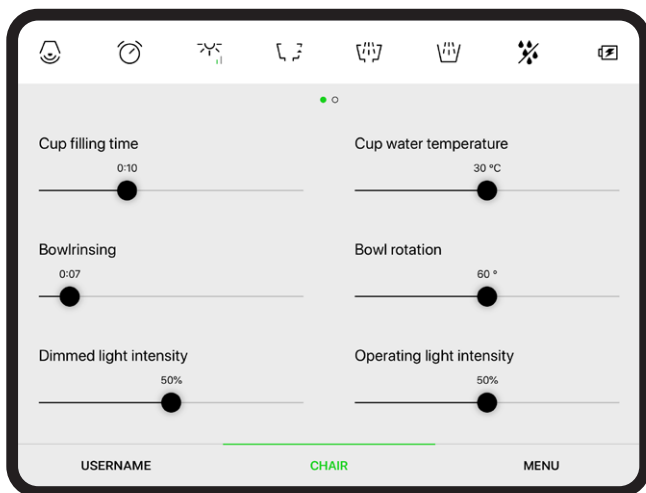 Cup filling time
0:10
Cup water temperature
30 °C
Bowlrinsing
0:07
Bowl rotation
60 °
Dimmed light intensity
50%
Operating light intensity
50%
USERNAME
CHAIR
MENU